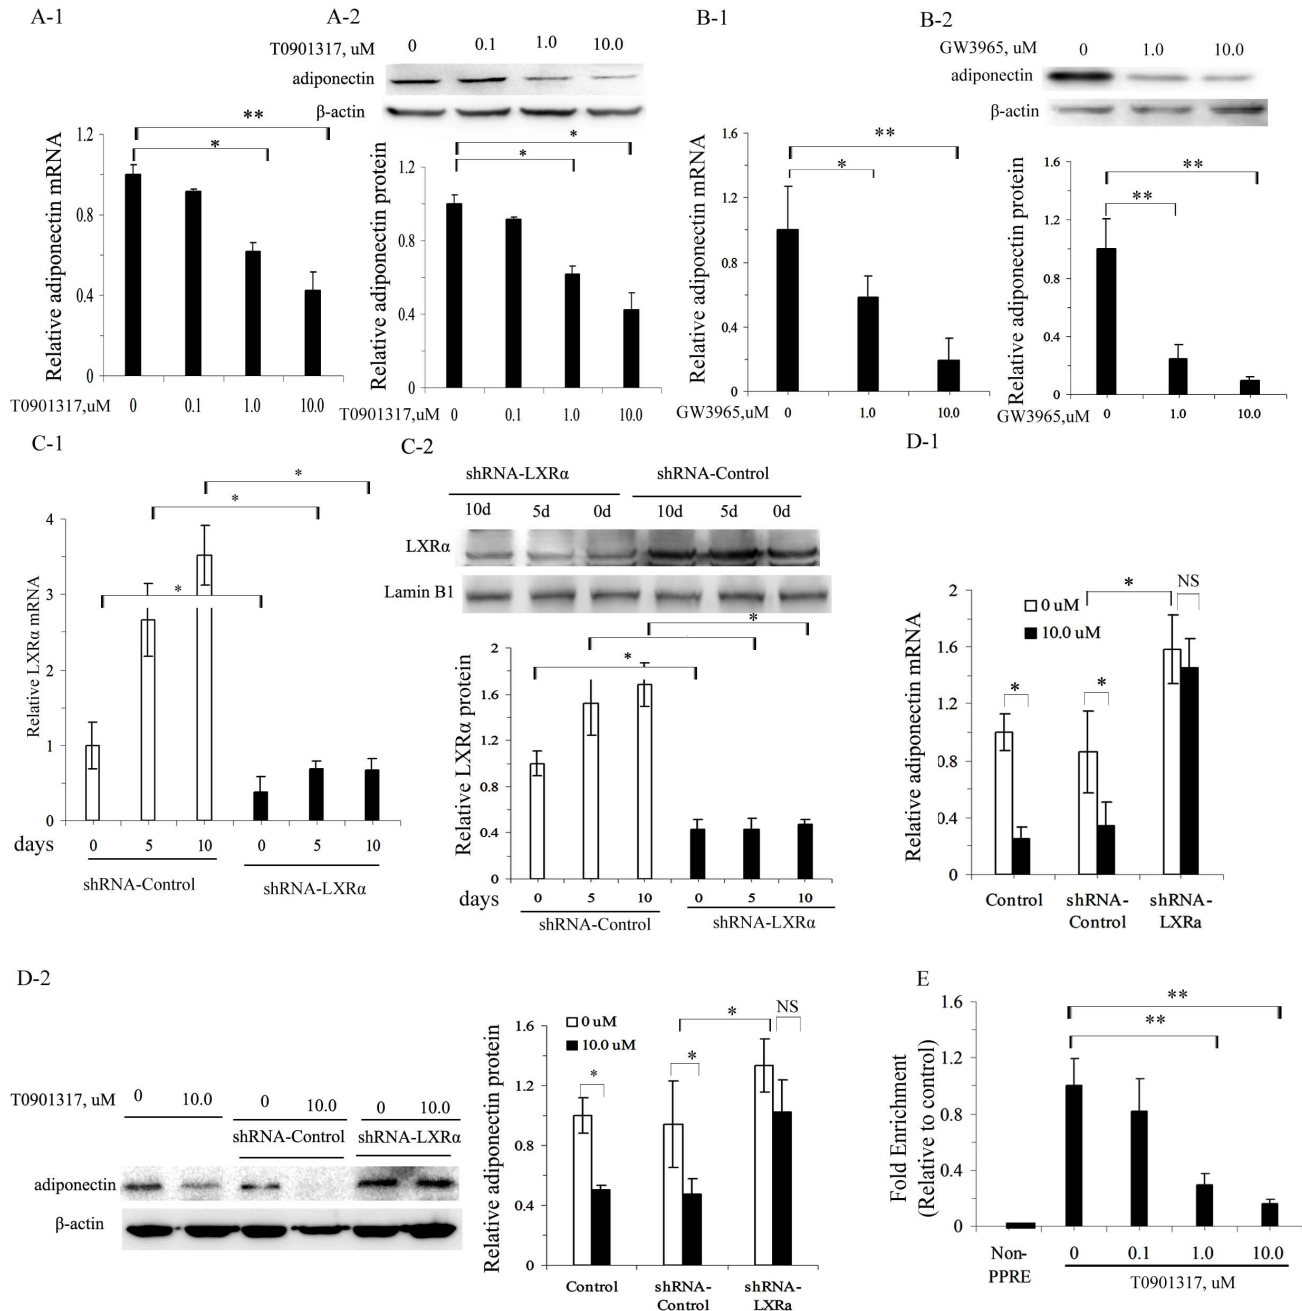 A-1
A-2
T0901317, uM 0 0.1 1.0 10.0
adiponectin
β-actin
Relative adiponectin mRNA
1.2
0.8
0.4
0
**
*
T0901317,uM 0 0.1 1.0 10.0
Relative adiponectin protein
1.2
0.8
0.4
0
*
*
T0901317,uM 0 0.1 1.0 10.0
B-1
Relative adiponectin mRNA
1.6
1.2
0.8
0.4
0
**
*
GW3965,uM 0 1.0 10.0
B-2
GW3965, uM 0 1.0 10.0
adiponectin
β-actin
Relative adiponectin protein
1.6
1.2
0.8
0.4
0
**
**
GW3965,uM 0 1.0 10.0
C-1
Relative LXRα mRNA
4
3
2
1
0
*
*
*
days 0 5 10 0 5 10
shRNA-Control shRNA-LXRα
C-2
shRNA-LXRα shRNA-Control
10d 5d 0d 10d 5d 0d
LXRα
Lamin B1
Relative LXRα protein
2
1.6
1.2
0.8
0.4
0
*
*
days 0 5 10 0 5 10
shRNA-Control shRNA-LXRα
D-1
Relative adiponectin mRNA
2
1.6
1.2
0.8
0.4
0
0 uM
10.0 uM
*
*
*
NS
Control shRNA- shRNA-
Control LXRa
D-2
T0901317, uM 0 10.0 0 10.0 0 10.0
shRNA-Control shRNA-LXRα
adiponectin
β-actin
Relative adiponectin protein
1.6
1.2
0.8
0.4
0
0 uM
10.0 uM
*
*
*
NS
Control shRNA- shRNA-
Control LXRa
E
Fold Enrichment
(Relative to control)
1.6
1.2
0.8
0.4
0
**
**
Non- 0 0.1 1.0 10.0
PPRE T0901317, uM